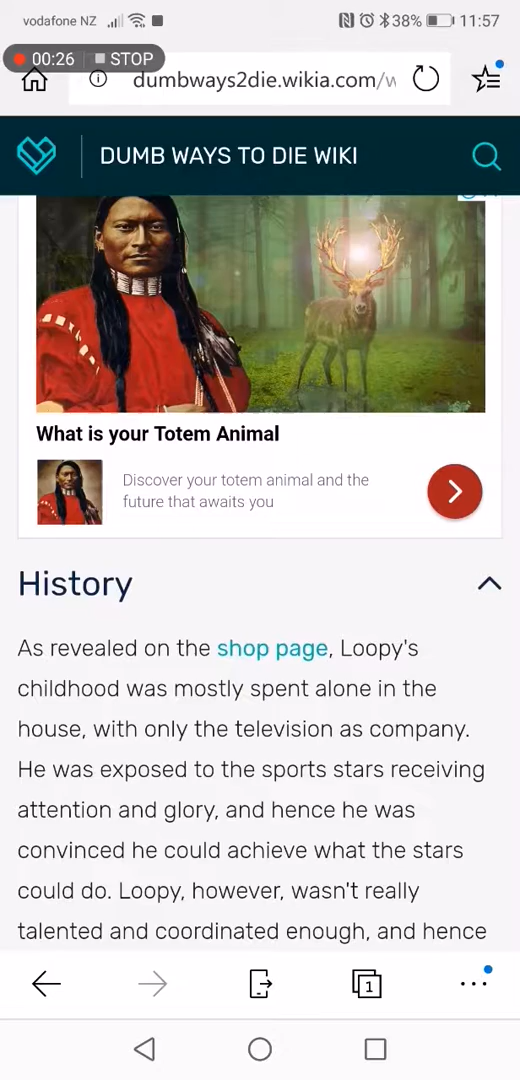 vodafone NZ 38% 11:57
00:26 STOP
dumbways2die.wikia.com/w
DUMB WAYS TO DIE WIKI
What is your Totem Animal
Discover your totem animal and the
future that awaits you
History
As revealed on the shop page, Loopy's
childhood was mostly spent alone in the
house, with only the television as company.
He was exposed to the sports stars receiving
attention and glory, and hence he was
convinced he could achieve what the stars
could do. Loopy, however, wasn't really
talented and coordinated enough, and hence
1